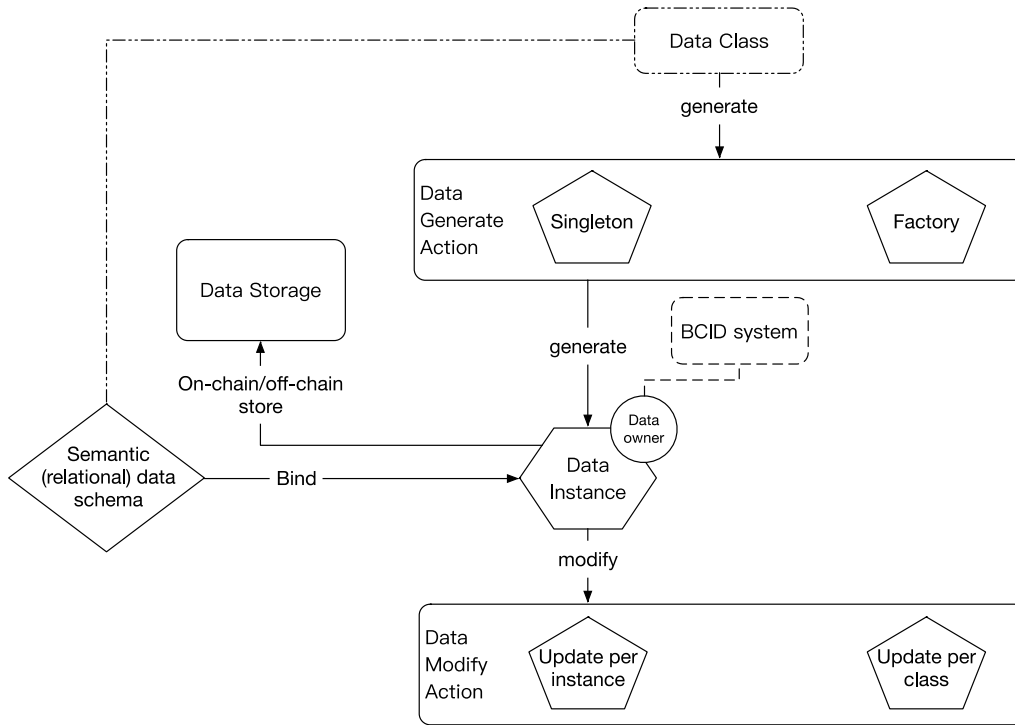 Data Class
generate
Data
Generate
Action
Singleton
Factory
Data Storage
BCID system
generate
On-chain/off-chain
store
Data
owner
Semantic
(relational) data
schema
Bind
Data
Instance
modify
Data
Modify
Action
Update per
instance
Update per
class